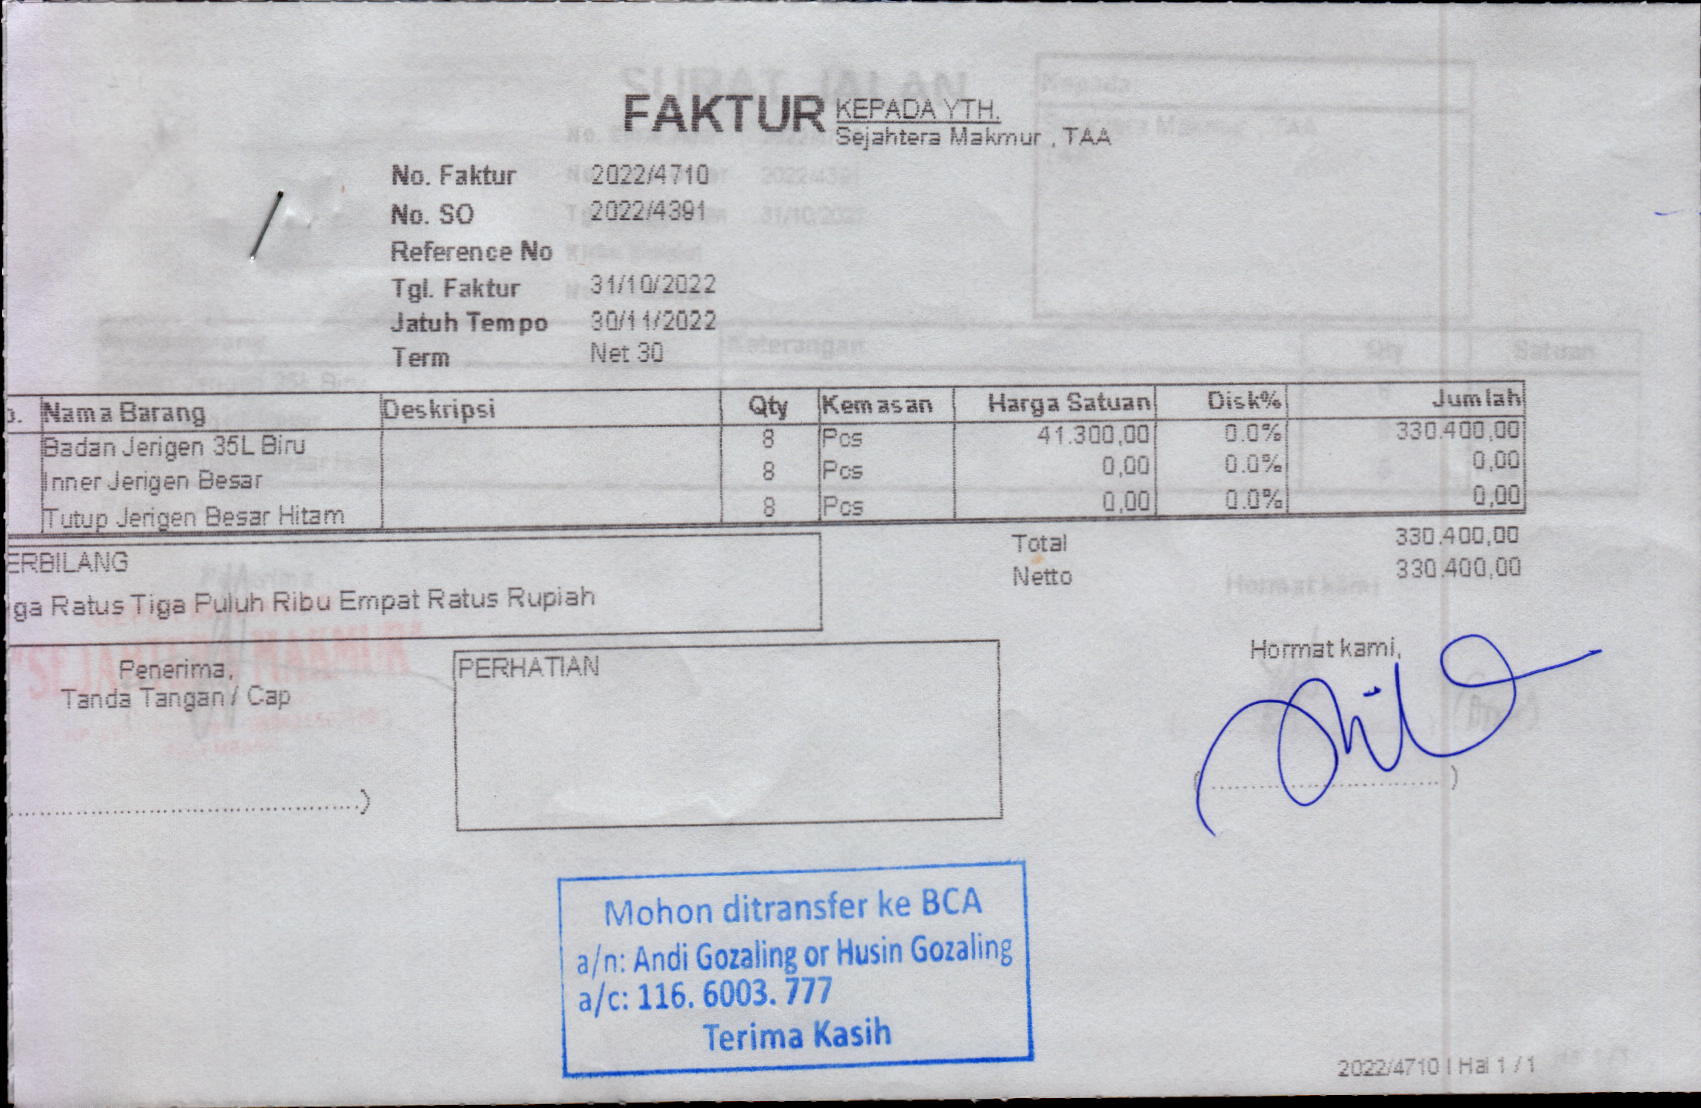 FAKTUR KEPADA YTH.
Sejahtera Makmur , TAA
No. Faktur 2022/4710
No. SO 2022/4391
Reference No
Tgl. Faktur 31/10/2022
Jatuh Tempo 30/11/2022
Term Net 30
o. Nama Barang Deskripsi Qty Kemasan Harga Satuan Disk% Jumlah
Badan Jerigen 35L Biru 8 Pcs 41.300,00 0.0% 330.400,00
Inner Jerigen Besar 8 Pcs 0,00 0.0% 0,00
Tutup Jerigen Besar Hitam 8 Pcs 0,00 0.0% 0,00
ERBILANG
Total 330.400,00
Netto 330.400,00
iga Ratus Tiga Puluh Ribu Empat Ratus Rupiah
Penerima,
Tanda Tangan / Cap
PERHATIAN
Hormat kami,
Mohon ditransfer ke BCA
a/n: Andi Gozaling or Husin Gozaling
a/c: 116. 6003. 777
Terima Kasih
2022/4710 | Hal 1 / 1